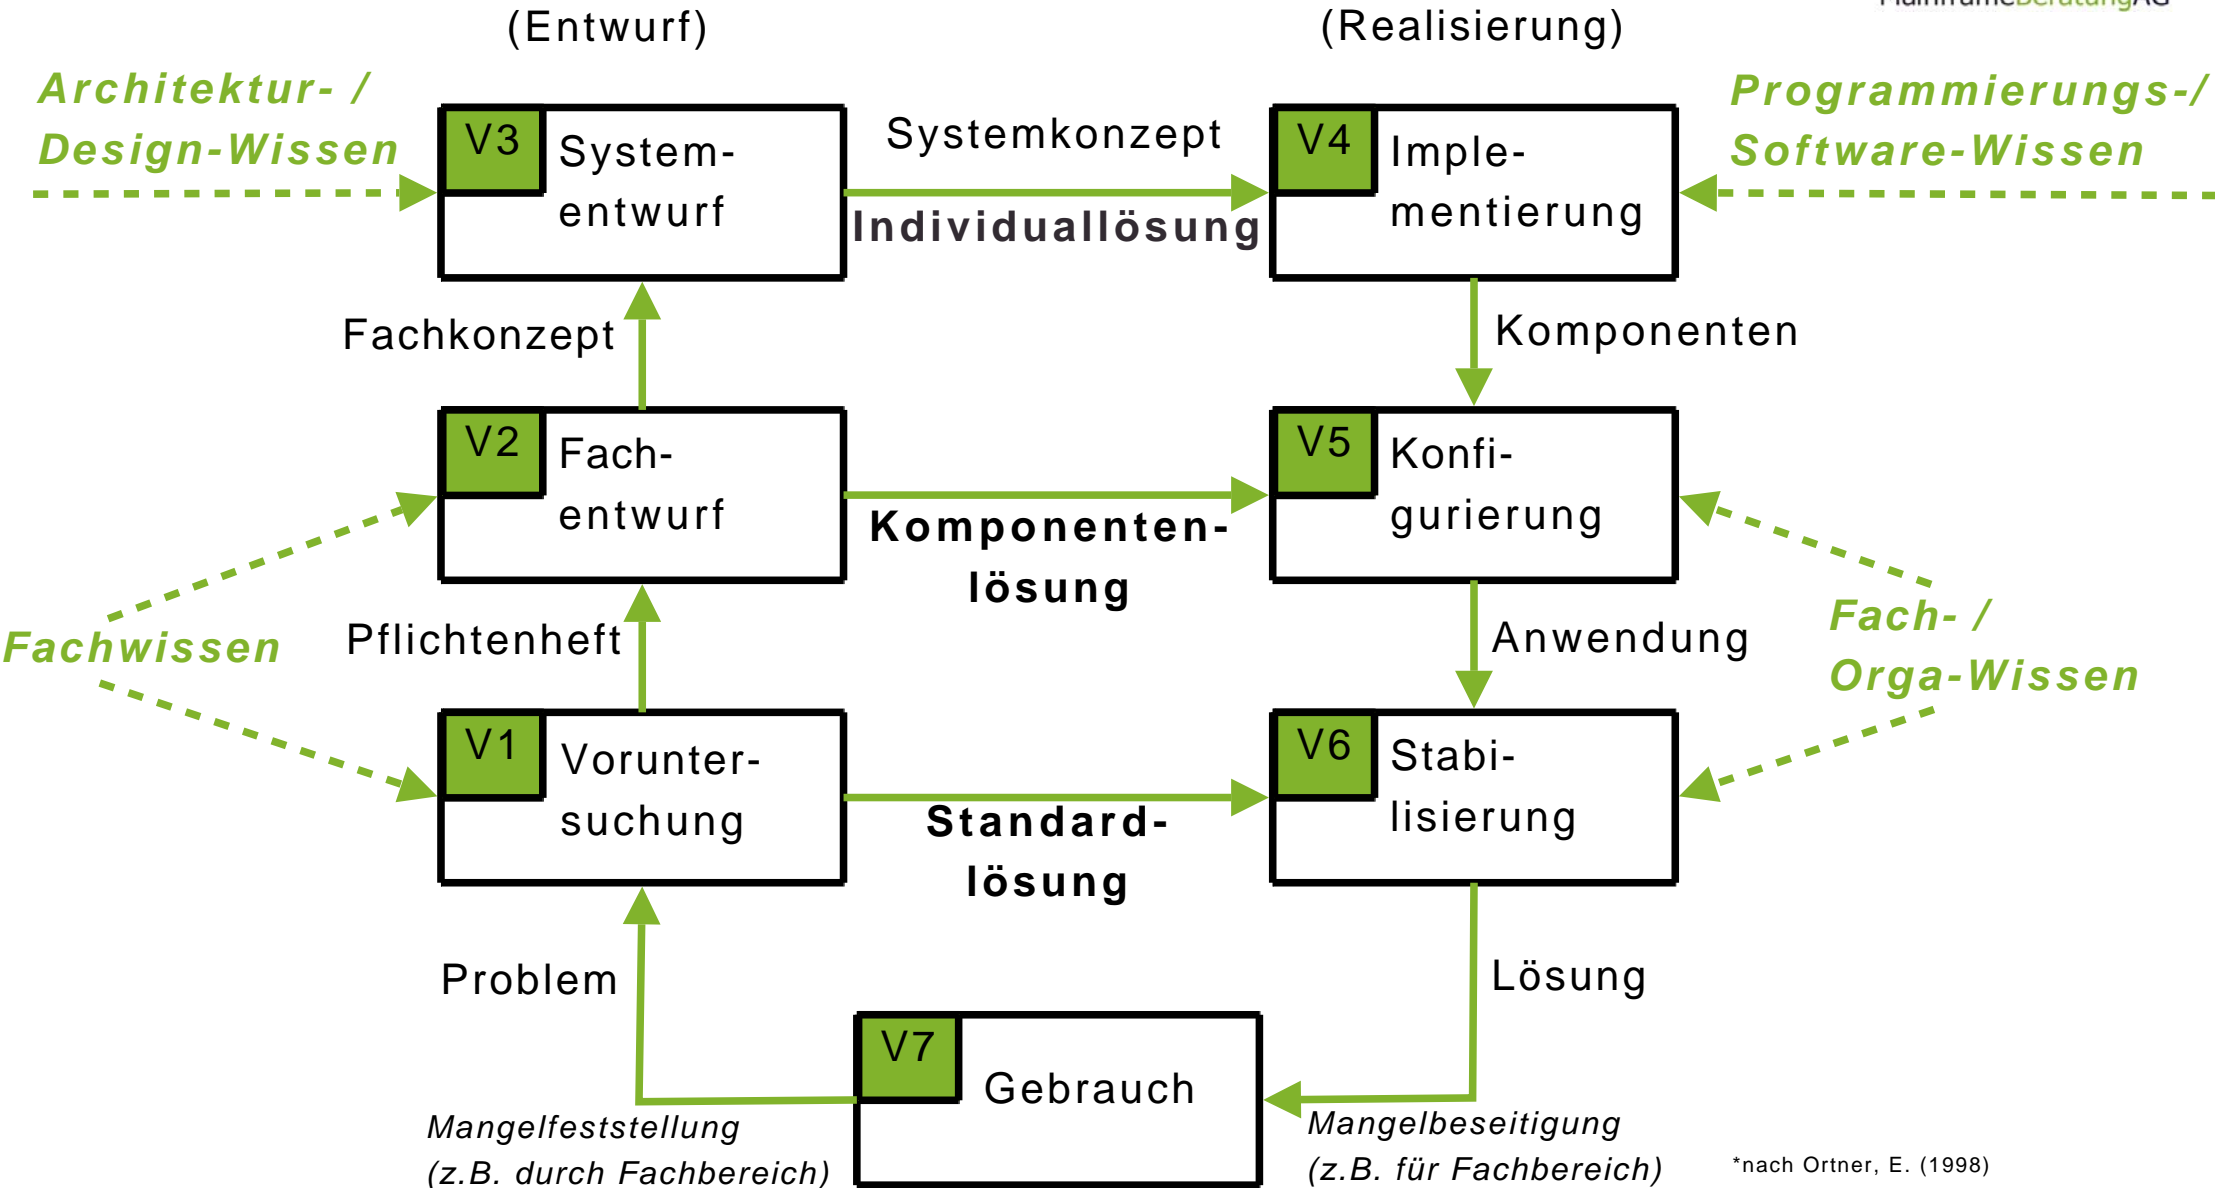 (Entwurf)
(Realisierung)
MainframeBeratungAG
Architektur- /
Design-Wissen
V3
System-
entwurf
Systemkonzept
Individuallösung
V4
Imple-
mentierung
Programmierungs-/
Software-Wissen
Fachkonzept
Komponenten
V2
Fach-
entwurf
Komponenten-
lösung
V5
Konfi-
gurierung
Fachwissen
Pflichtenheft
Anwendung
Fach- /
Orga-Wissen
V1
Vorunter-
suchung
Standard-
lösung
V6
Stabi-
lisierung
Problem
Lösung
V7
Gebrauch
Mangelfeststellung
(z.B. durch Fachbereich)
Mangelbeseitigung
(z.B. für Fachbereich)
*nach Ortner, E. (1998)